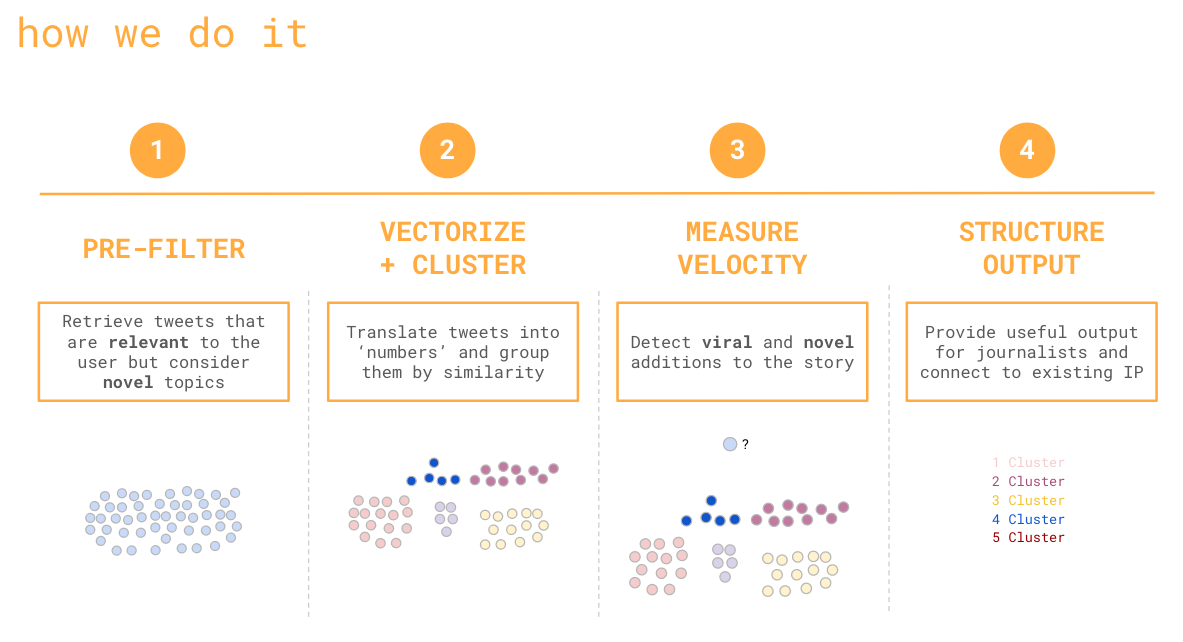 how we do it
1
2
3
4
PRE-FILTER
VECTORIZE
+ CLUSTER
MEASURE
VELOCITY
STRUCTURE
OUTPUT
Retrieve tweets that
are relevant to the
user but consider
novel topics
Translate tweets into
‘numbers’ and group
them by similarity
Detect viral and novel
additions to the story
Provide useful output
for journalists and
connect to existing IP
?
1 Cluster
2 Cluster
3 Cluster
4 Cluster
5 Cluster